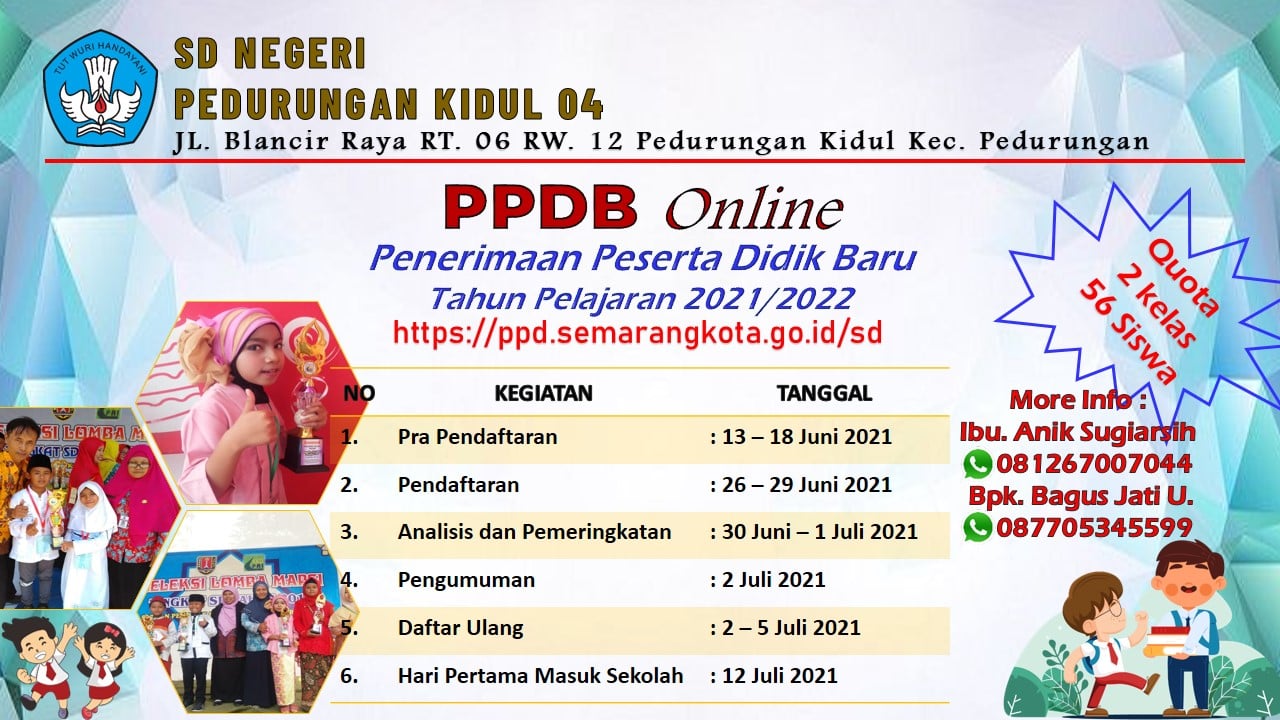 TUT WURI HANDAYANI
SD NEGERI
PEDURUNGAN KIDUL 04
JL. Blancir Raya RT. 06 RW. 12 Pedurungan Kidul Kec. Pedurungan
PPDB Online
Penerimaan Peserta Didik Baru
Tahun Pelajaran 2021/2022
https://ppd.semarangkota.go.id/sd
Quota
2 kelas
56 Siswa
NO KEGIATAN TANGGAL
1. Pra Pendaftaran : 13 – 18 Juni 2021
2. Pendaftaran : 26 – 29 Juni 2021
3. Analisis dan Pemeringkatan : 30 Juni – 1 Juli 2021
4. Pengumuman : 2 Juli 2021
5. Daftar Ulang : 2 – 5 Juli 2021
6. Hari Pertama Masuk Sekolah : 12 Juli 2021
More Info :
Ibu. Anik Sugiarsih
081267007044
Bpk. Bagus Jati U.
087705345599
LOMBA
ELEKSI LOMBA